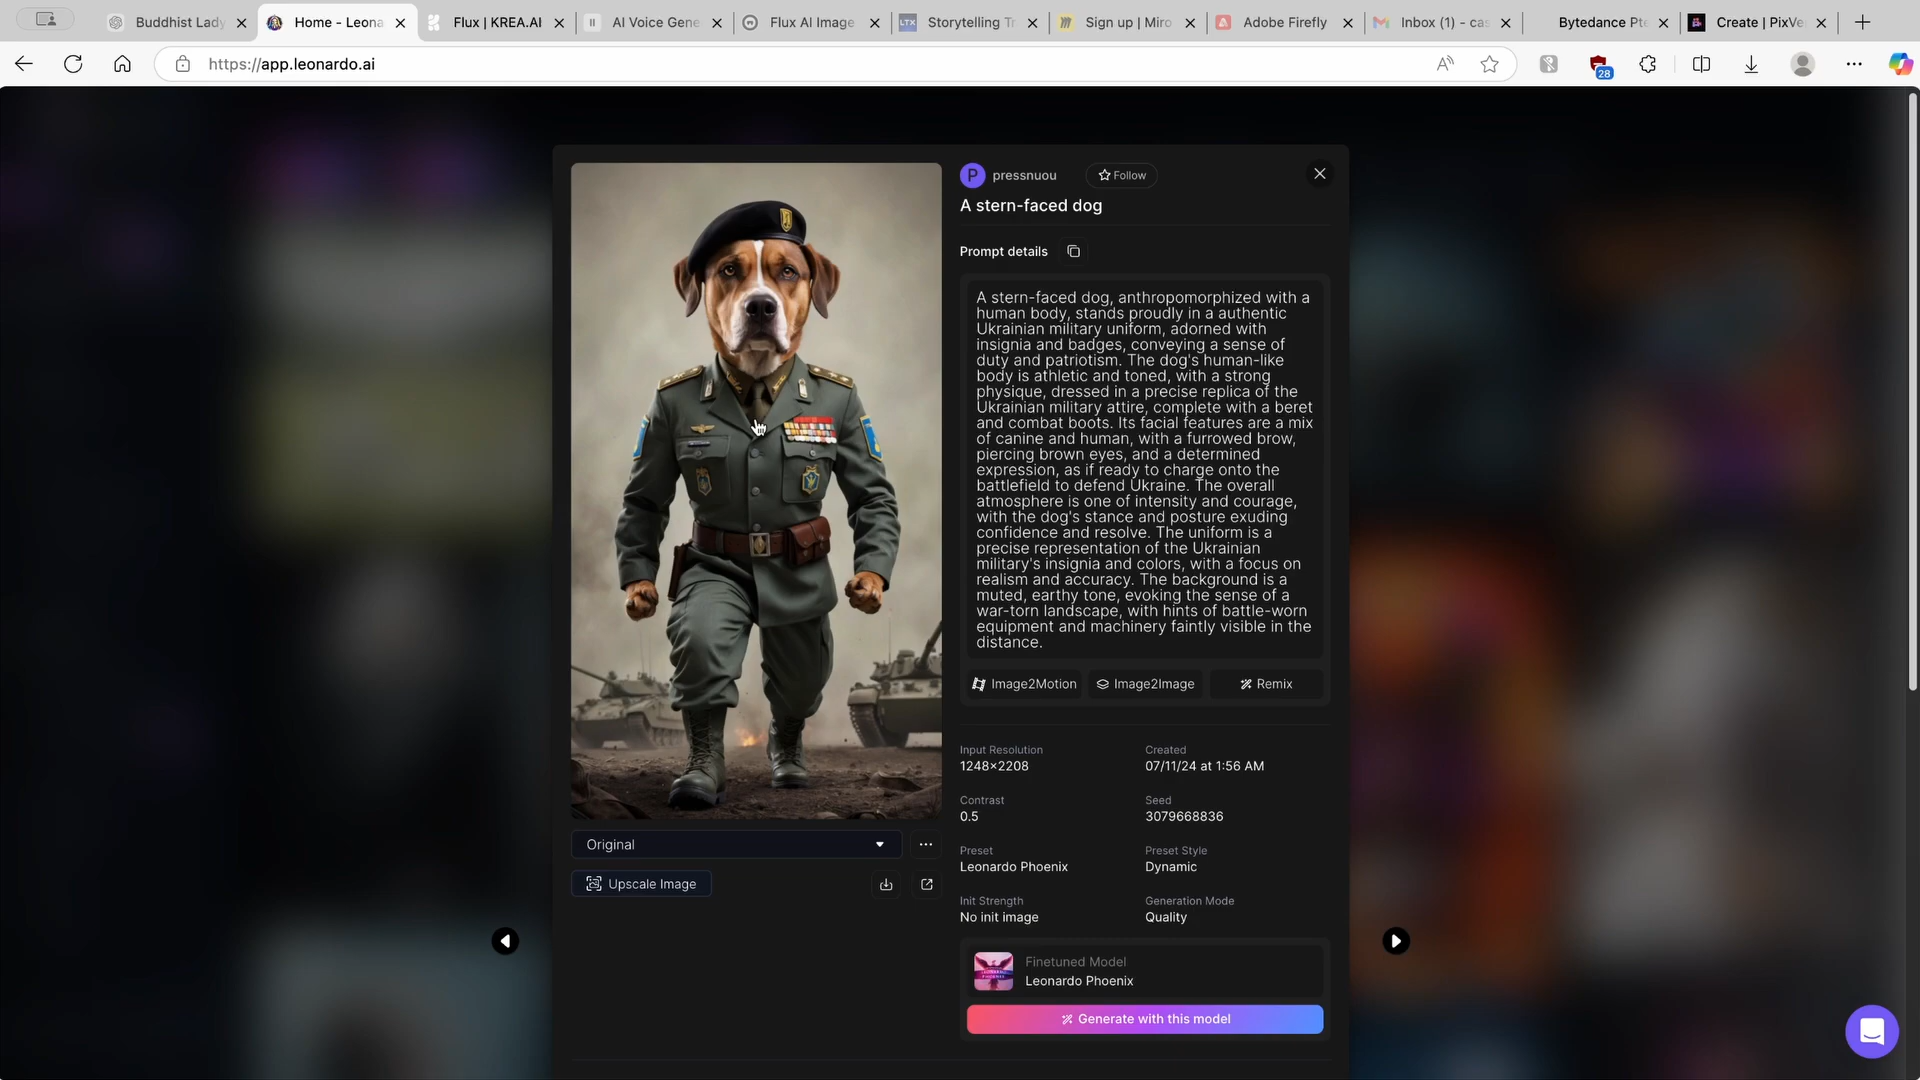 Buddhist Lady
Home - Leona
Flux | KREA.AI
AI Voice Gene
Flux AI Image
LTX
Storytelling Tr
Sign up | Miro
Adobe Firefly
Inbox (1) - cas
Bytedance Pte
Create | PixVe
https://app.leonardo.ai
28
P
pressnuou
Follow
A stern-faced dog
Prompt details
A stern-faced dog, anthropomorphized with a
human body, stands proudly in a authentic
Ukrainian military uniform, adorned with
insignia and badges, conveying a sense of
duty and patriotism. The dog's human-like
body is athletic and toned, with a strong
physique, dressed in a precise replica of the
Ukrainian military attire, complete with a beret
and combat boots. Its facial features are a mix
of canine and human, with a furrowed brow,
piercing brown eyes, and a determined
expression, as if ready to charge onto the
battlefield to defend Ukraine. The overall
atmosphere is one of intensity and courage,
with the dog's stance and posture exuding
confidence and resolve. The uniform is a
precise representation of the Ukrainian
military's insignia and colors, with a focus on
realism and accuracy. The background is a
muted, earthy tone, evoking the sense of a
war-torn landscape, with hints of battle-worn
equipment and machinery faintly visible in the
distance.
Image2Motion
Image2Image
Remix
Input Resolution
1248×2208
Created
07/11/24 at 1:56 AM
Contrast
0.5
Seed
3079668836
Preset
Leonardo Phoenix
Preset Style
Dynamic
Init Strength
No init image
Generation Mode
Quality
Original
Upscale Image
Finetuned Model
Leonardo Phoenix
Generate with this model